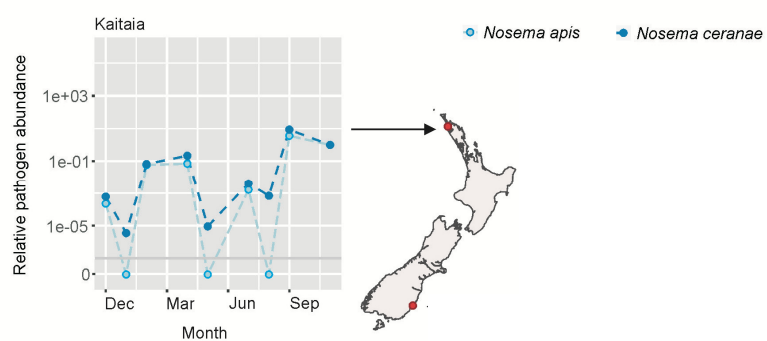 Kaitaia
Nosema apis
Nosema ceranae
Relative pathogen abundance
1e+03
1e-01
1e-05
0
Dec Mar Jun Sep
Month